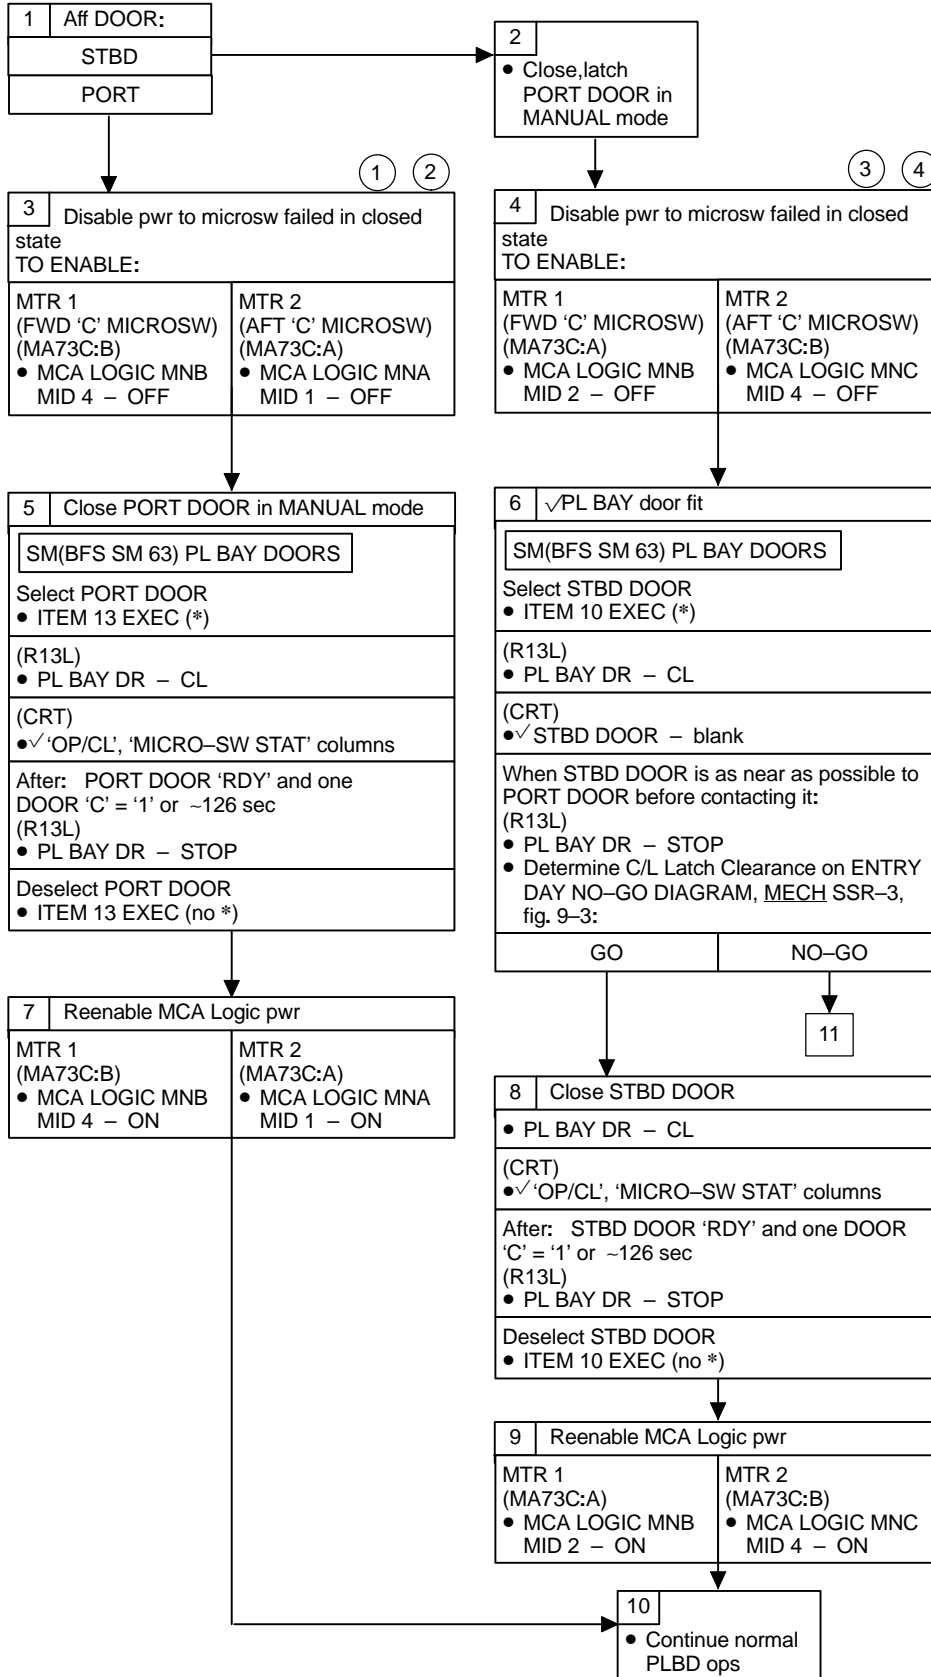 1 Aff DOOR:
STBD
PORT
2
• Close,latch
PORT DOOR in
MANUAL mode
1 2
3 Disable pwr to microsw failed in closed
state
TO ENABLE:
MTR 1
(FWD ‘C’ MICROSW)
(MA73C:B)
• MCA LOGIC MNB
MID 4 – OFF
MTR 2
(AFT ‘C’ MICROSW)
(MA73C:A)
• MCA LOGIC MNA
MID 1 – OFF
3 4
4 Disable pwr to microsw failed in closed
state
TO ENABLE:
MTR 1
(FWD ‘C’ MICROSW)
(MA73C:A)
• MCA LOGIC MNB
MID 2 – OFF
MTR 2
(AFT ‘C’ MICROSW)
(MA73C:B)
• MCA LOGIC MNC
MID 4 – OFF
5 Close PORT DOOR in MANUAL mode
SM(BFS SM 63) PL BAY DOORS
Select PORT DOOR
• ITEM 13 EXEC (*)
(R13L)
• PL BAY DR – CL
(CRT)
•√ ‘OP/CL’, ‘MICRO–SW STAT’ columns
After: PORT DOOR ‘RDY’ and one
DOOR ‘C’ = ‘1’ or ~126 sec
(R13L)
• PL BAY DR – STOP
Deselect PORT DOOR
• ITEM 13 EXEC (no *)
6 √PL BAY door fit
SM(BFS SM 63) PL BAY DOORS
Select STBD DOOR
• ITEM 10 EXEC (*)
(R13L)
• PL BAY DR – CL
(CRT)
•√ STBD DOOR – blank
When STBD DOOR is as near as possible to
PORT DOOR before contacting it:
(R13L)
• PL BAY DR – STOP
• Determine C/L Latch Clearance on ENTRY
DAY NO–GO DIAGRAM, MECH SSR–3,
fig. 9–3:
GO
NO–GO
11
7 Reenable MCA Logic pwr
MTR 1
(MA73C:B)
• MCA LOGIC MNB
MID 4 – ON
MTR 2
(MA73C:A)
• MCA LOGIC MNA
MID 1 – ON
8 Close STBD DOOR
• PL BAY DR – CL
(CRT)
•√ ‘OP/CL’, ‘MICRO–SW STAT’ columns
After: STBD DOOR ‘RDY’ and one DOOR
‘C’ = ‘1’ or ~126 sec
(R13L)
• PL BAY DR – STOP
Deselect STBD DOOR
• ITEM 10 EXEC (no *)
9 Reenable MCA Logic pwr
MTR 1
(MA73C:A)
• MCA LOGIC MNB
MID 2 – ON
MTR 2
(MA73C:B)
• MCA LOGIC MNC
MID 4 – ON
10
• Continue normal
PLBD ops